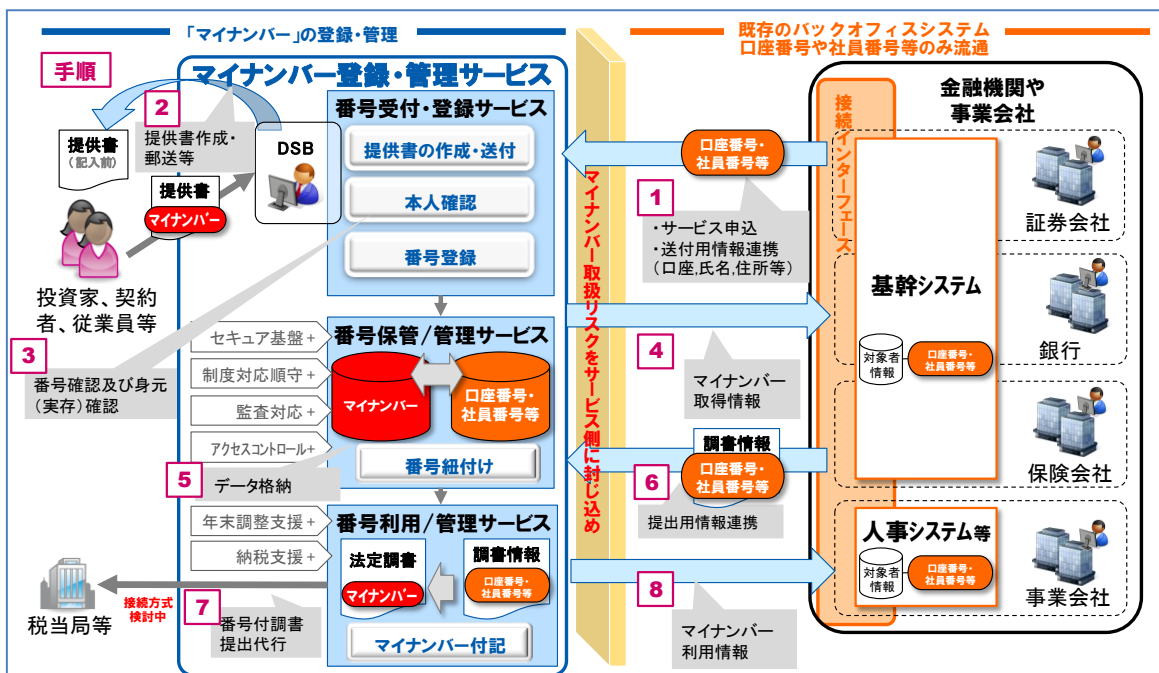 「マイナンバー」の登録・管理
既存のバックオフィスシステム
口座番号や社員番号等のみ流通
手順
マイナンバー登録・管理サービス
2
提供書作成・
郵送等
提供書
(記入前)
提供書
マイナンバー
投資家、契約
者、従業員等
DSB
番号受付・登録サービス
提供書の作成・送付
本人確認
番号登録
3
番号確認及び身元
(実存)確認
セキュア基盤+
制度対応順守+
監査対応+
アクセスコントロール+
番号保管/管理サービス
マイナンバー
口座番号・
社員番号等
番号紐付け
5
データ格納
年末調整支援+
納税支援+
番号利用/管理サービス
法定調書
マイナンバー
調書情報
口座番号・
社員番号等
マイナンバー付記
税当局等
接続方式
検討中
7
番号付調書
提出代行
マイナンバー取扱リスクをサービス側に封じ込め
口座番号・
社員番号等
1
・サービス申込
・送付用情報連携
(口座,氏名,住所等)
4
マイナンバー
取得情報
調書情報
口座番号・
社員番号等
6
提出用情報連携
8
マイナンバー
利用情報
接続インターフェース
金融機関や
事業会社
基幹システム
対象者
情報
口座番号・
社員番号等
証券会社
銀行
保険会社
人事システム等
対象者
情報
口座番号・
社員番号等
事業会社